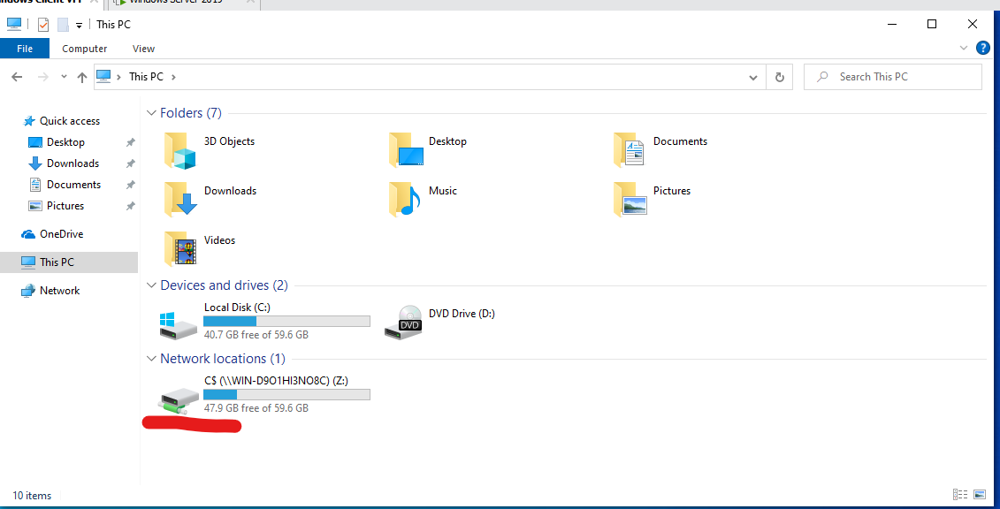 Windows Server 2019
This PC
File Computer View
This PC
Search This PC
Quick access
Desktop
Downloads
Documents
Pictures
OneDrive
This PC
Network
Folders (7)
3D Objects
Desktop
Documents
Downloads
Music
Pictures
Videos
Devices and drives (2)
Local Disk (C:)
40.7 GB free of 59.6 GB
DVD
DVD Drive (D:)
Network locations (1)
C$ (\\WIN-D9O1HI3NO8C) (Z:)
47.9 GB free of 59.6 GB
10 items